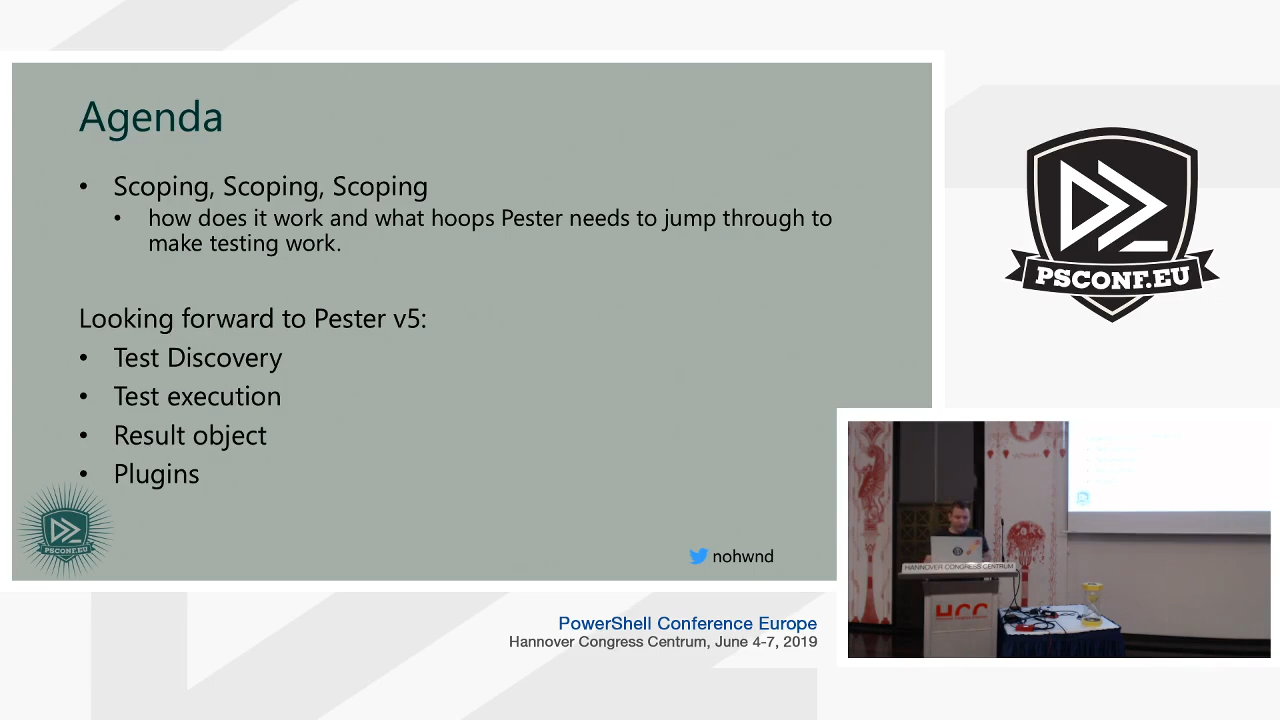 Agenda
• Scoping, Scoping, Scoping
• how does it work and what hoops Pester needs to jump through to
make testing work.
Looking forward to Pester v5:
• Test Discovery
• Test execution
• Result object
• Plugins
PSCONF.EU
nohwnd
PSCONF.EU
HANNOVER CONGRESS CENTRUM
HCC
PowerShell Conference Europe
Hannover Congress Centrum, June 4-7, 2019